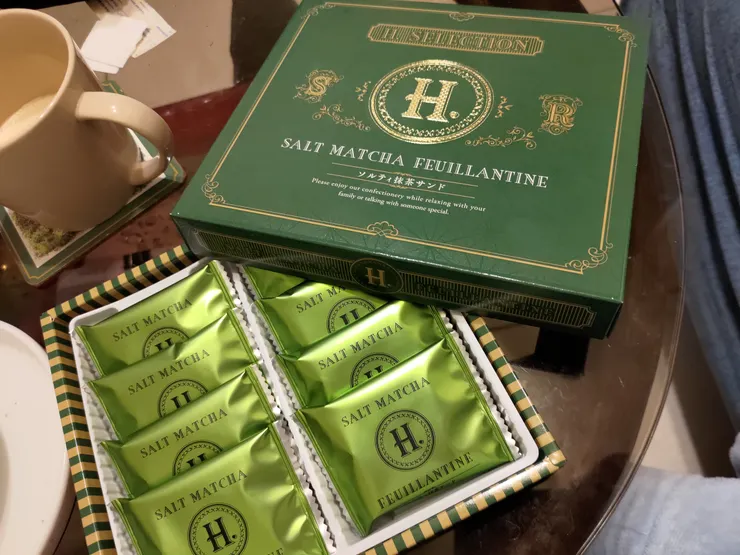 H. SELECTION
S
H.
R
SALT MATCHA FEUILLANTINE
ソルティ抹茶サンド
Please enjoy our confectionery while relaxing with your
family or talking with someone special.
H.
SALT MATCHA
H.
SALT MATCHA
H.
SALT MATCHA
H.
SALT MATCHA
H.
SALT MATCHA
H.
SALT MATCHA
H.
SALT MATCHA
H.
FEUILLANTINE